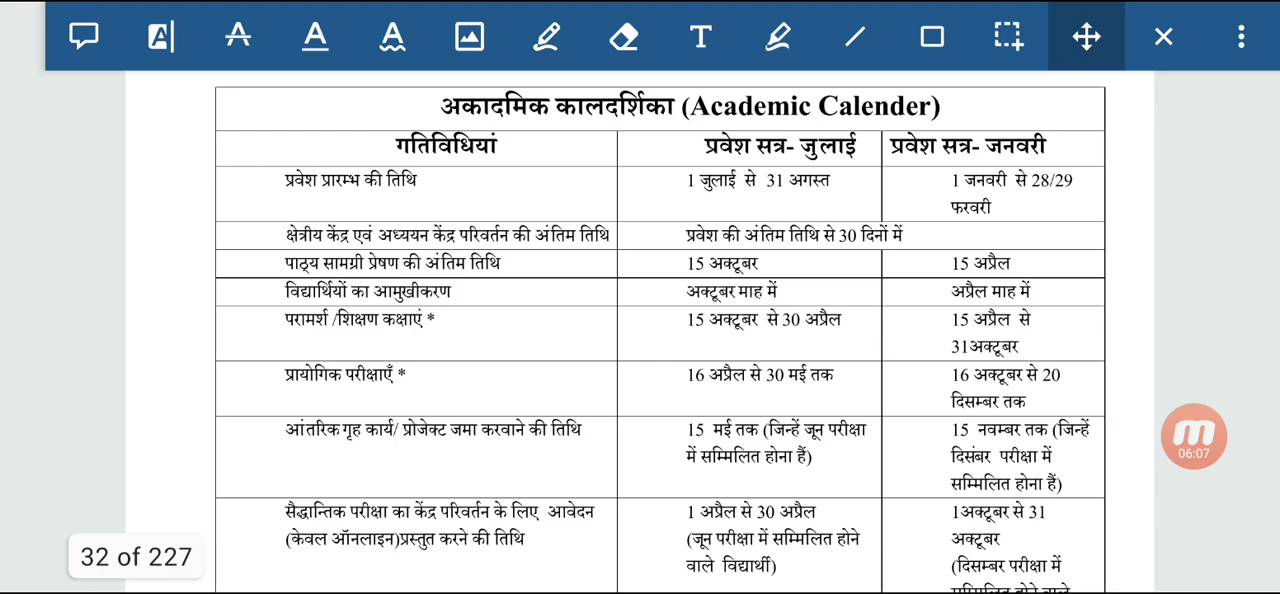 अकादमिक कालदर्शिका (Academic Calender)
गतिविधियां प्रवेश सत्र- जुलाई प्रवेश सत्र- जनवरी
प्रवेश प्रारम्भ की तिथि 1 जुलाई से 31 अगस्त 1 जनवरी से 28/29
फरवरी
क्षेत्रीय केंद्र एवं अध्ययन केंद्र परिवर्तन की अंतिम तिथि प्रवेश की अंतिम तिथि से 30 दिनों में
पाठ्य सामग्री प्रेषण की अंतिम तिथि 15 अक्टूबर 15 अप्रैल
विद्यार्थियों का आमुखीकरण अक्टूबर माह में अप्रैल माह में
परामर्श /शिक्षण कक्षाएं * 15 अक्टूबर से 30 अप्रैल 15 अप्रैल से
31अक्टूबर
प्रायोगिक परीक्षाएँ * 16 अप्रैल से 30 मई तक 16 अक्टूबर से 20
दिसम्बर तक
आंतरिक गृह कार्य/ प्रोजेक्ट जमा करवाने की तिथि 15 मई तक (जिन्हें जून परीक्षा 15 नवम्बर तक (जिन्हें
में सम्मिलित होना हैं) दिसंबर परीक्षा में
सम्मिलित होना हैं)
सैद्धान्तिक परीक्षा का केंद्र परिवर्तन के लिए आवेदन 1 अप्रैल से 30 अप्रैल 1अक्टूबर से 31
(केवल ऑनलाइन)प्रस्तुत करने की तिथि (जून परीक्षा में सम्मिलित होने अक्टूबर
वाले विद्यार्थी) (दिसम्बर परीक्षा में
32 of 227
06:07